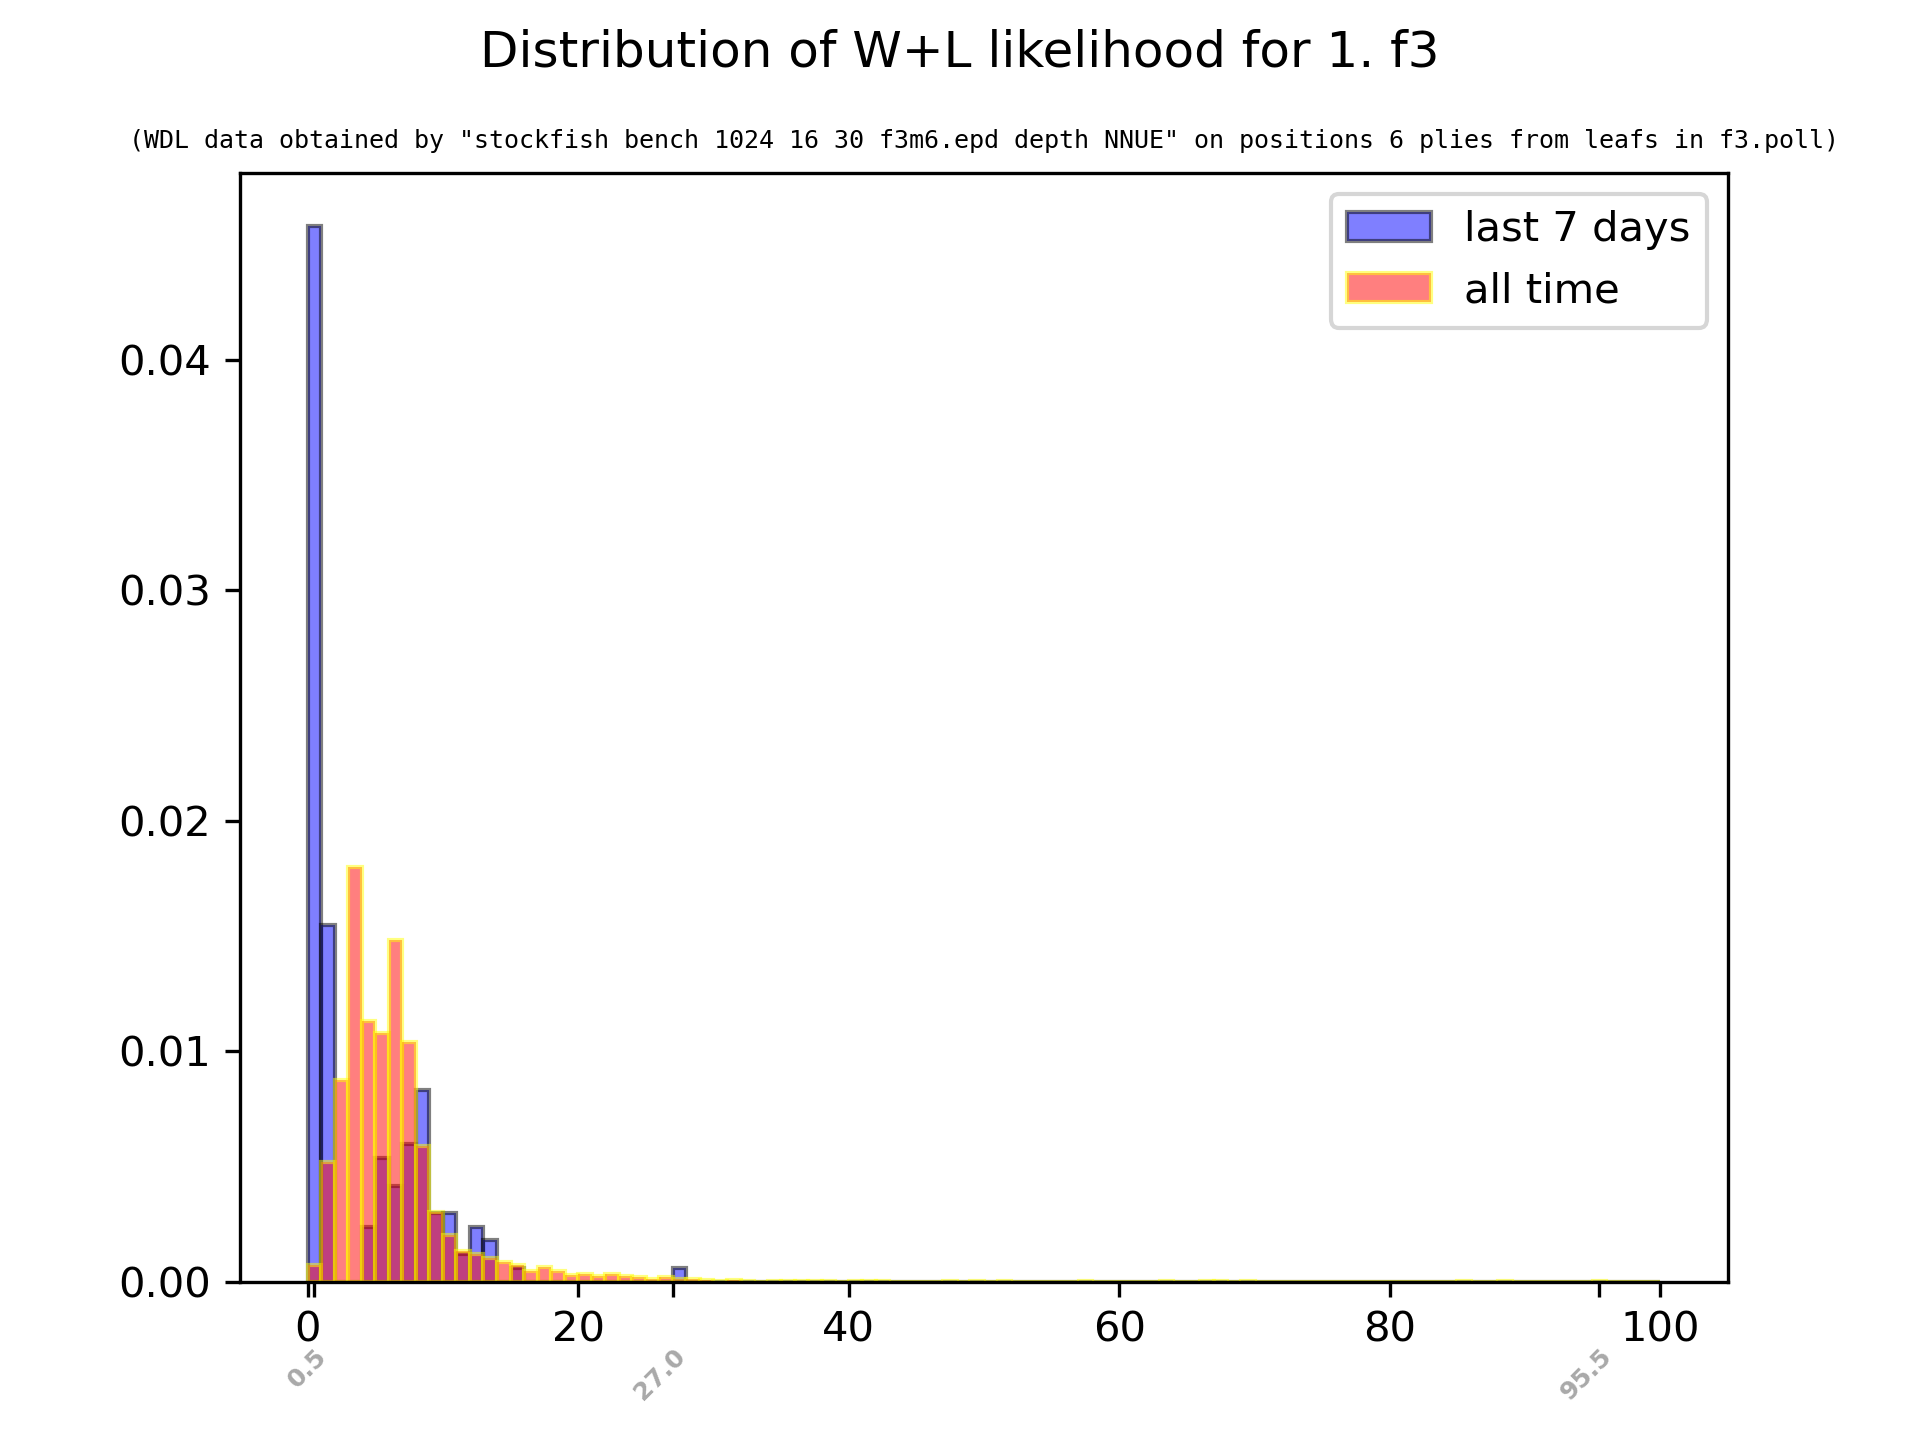 Distribution of W+L likelihood for 1. f3
(WDL data obtained by "stockfish bench 1024 16 30 f3m6.epd depth NNUE" on positions 6 plies from leafs in f3.poll)
last 7 days
all time
0.04
0.03
0.02
0.01
0.00
0 20 40 60 80 100
0.5 27.0 95.5